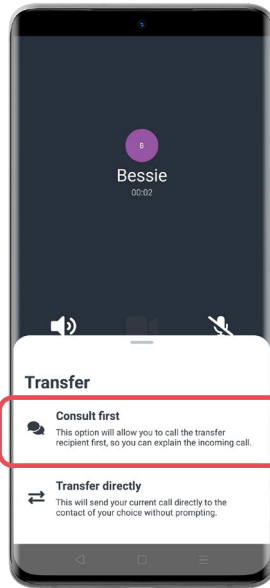 B
Bessie
00:02
Transfer
Consult first
This option will allow you to call the transfer
recipient first, so you can explain the incoming call.
Transfer directly
This will send your current call directly to the
contact of your choice without prompting.